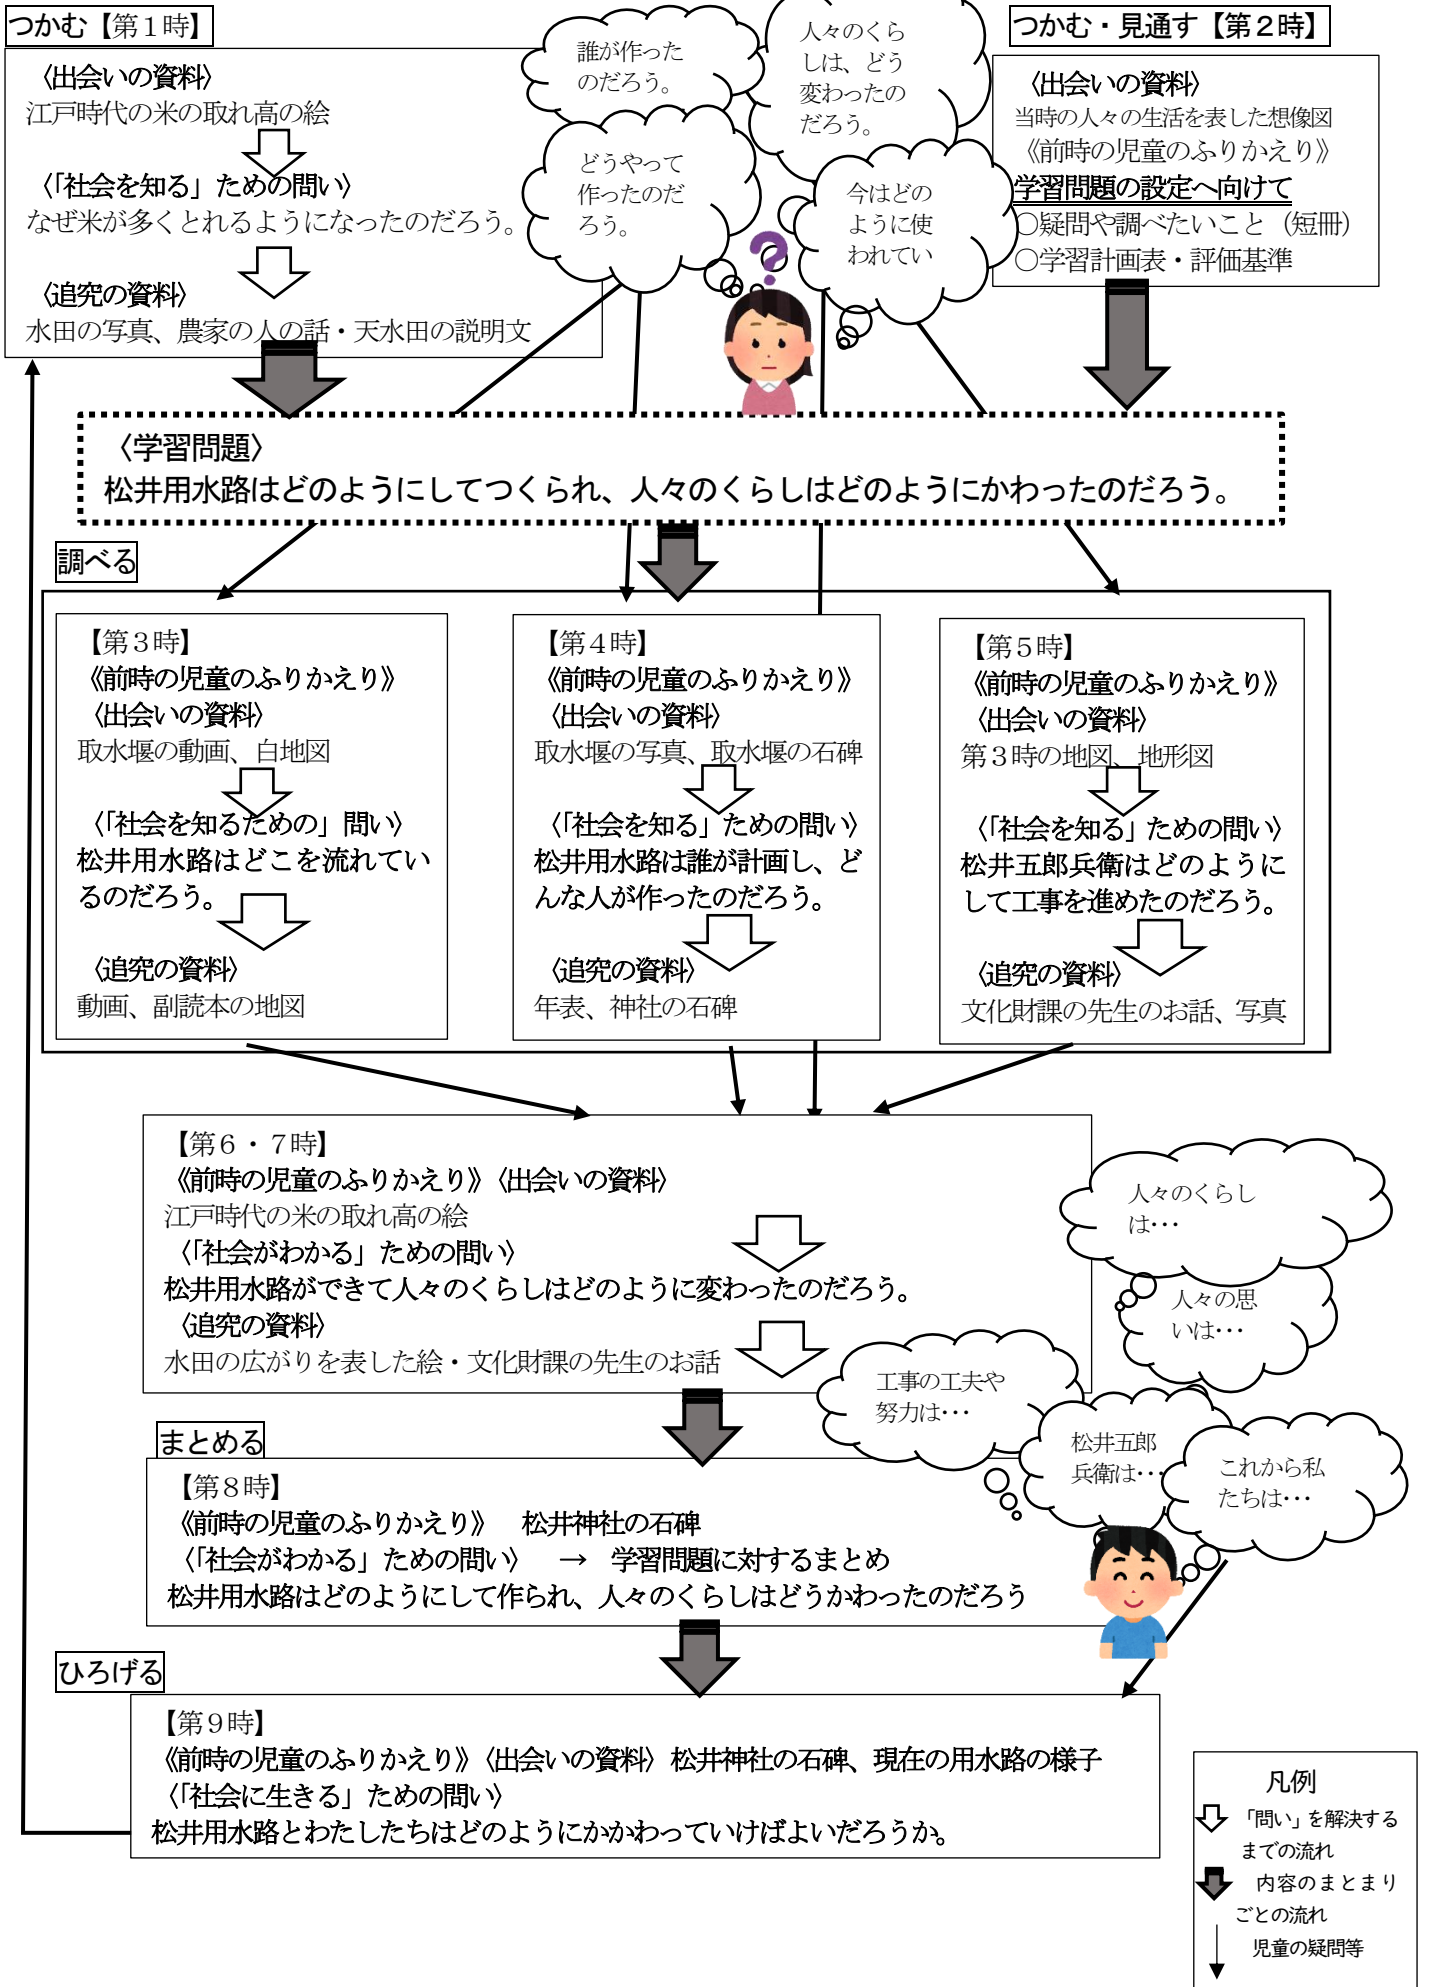 つかむ【第１時】
〈出会いの資料〉
江戸時代の米の取れ高の絵
〈「社会を知る」ための問い〉
なぜ米が多くとれるようになったのだろう。
〈追究の資料〉
水田の写真、農家の人の話・天水田の説明文
誰が作った
のだろう。
人々のくら
しは、どう
変わったの
だろう。
どうやって
作ったのだ
ろう。
今はどの
ように使
われてい
つかむ・見通す【第２時】
〈出会いの資料〉
当時の人々の生活を表した想像図
《前時の児童のふりかえり》
学習問題の設定へ向けて
○疑問や調べたいこと（短冊）
○学習計画表・評価基準
〈学習問題〉
松井用水路はどのようにしてつくられ、人々のくらしはどのようにかわったのだろう。
調べる
【第３時】
《前時の児童のふりかえり》
〈出会いの資料〉
取水堰の動画、白地図
〈「社会を知るための」問い〉
松井用水路はどこを流れてい
るのだろう。
〈追究の資料〉
動画、副読本の地図
【第４時】
《前時の児童のふりかえり》
〈出会いの資料〉
取水堰の写真、取水堰の石碑
〈「社会を知る」ための問い〉
松井用水路は誰が計画し、ど
んな人が作ったのだろう。
〈追究の資料〉
年表、神社の石碑
【第５時】
《前時の児童のふりかえり》
〈出会いの資料〉
第３時の地図、地形図
〈「社会を知る」ための問い〉
松井五郎兵衛はどのように
して工事を進めたのだろう。
〈追究の資料〉
文化財課の先生のお話、写真
【第６・７時】
《前時の児童のふりかえり》〈出会いの資料〉
江戸時代の米の取れ高の絵
〈「社会がわかる」ための問い〉
松井用水路ができて人々のくらしはどのように変わったのだろう。
〈追究の資料〉
水田の広がりを表した絵・文化財課の先生のお話
人々のくらし
は・・・
人々の思
いは・・・
工事の工夫や
努力は・・・
松井五郎
兵衛は・・・
これから私
たちは・・・
まとめる
【第８時】
《前時の児童のふりかえり》　松井神社の石碑
〈「社会がわかる」ための問い〉　→　学習問題に対するまとめ
松井用水路はどのようにして作られ、人々のくらしはどうかわったのだろう
ひろげる
【第９時】
《前時の児童のふりかえり》〈出会いの資料〉松井神社の石碑、現在の用水路の様子
〈「社会に生きる」ための問い〉
松井用水路とわたしたちはどのようにかかわっていけばよいだろうか。
凡例
「問い」を解決する
までの流れ
内容のまとまり
ごとの流れ
児童の疑問等